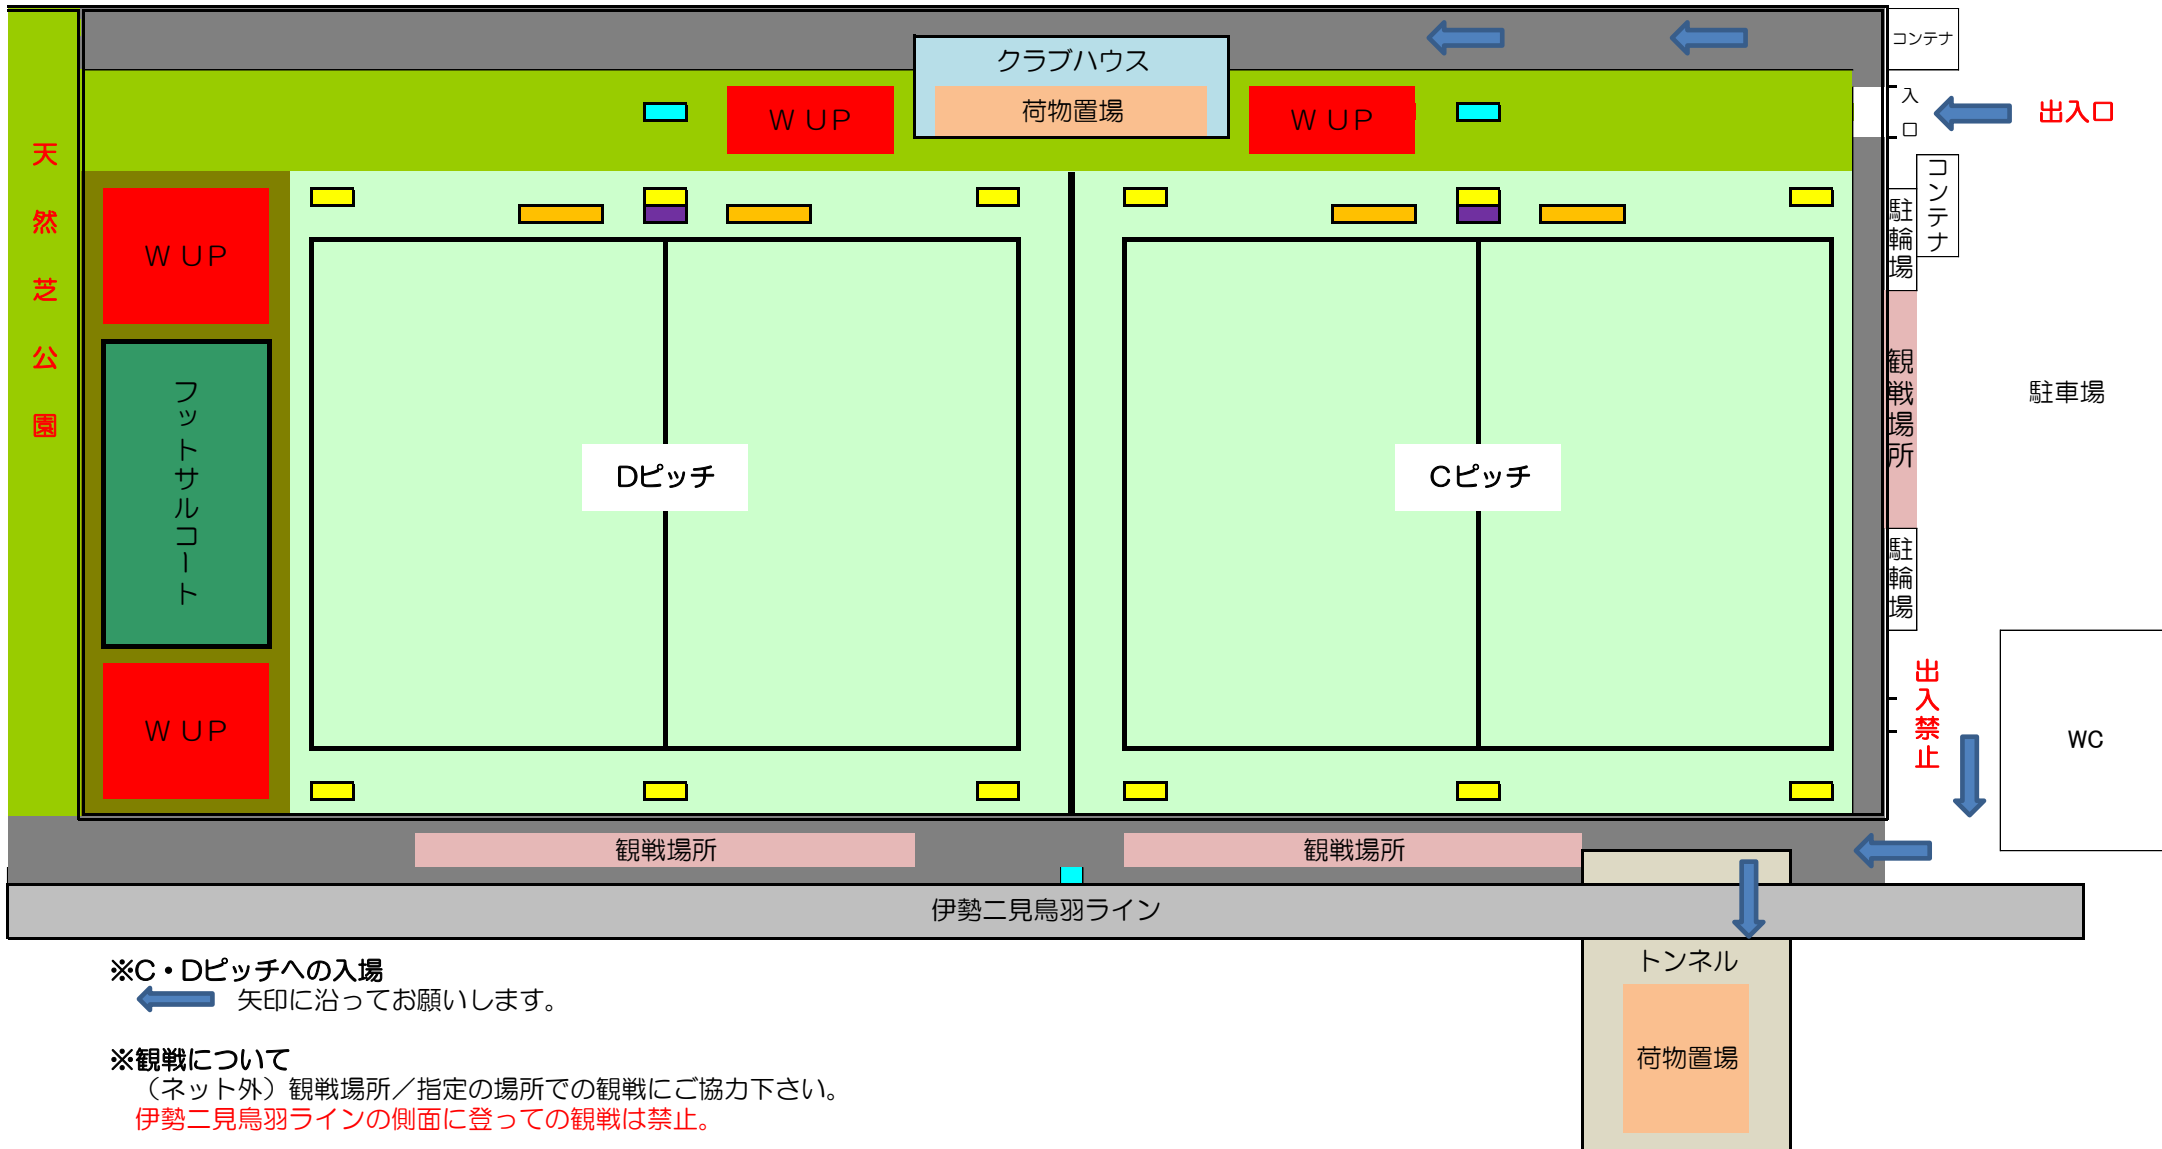 コンテナ
クラブハウス
荷物置場
ＷＵＰ
ＷＵＰ
入口
出入口
天然芝公園
コンテナ
駐輪場
ＷＵＰ
フットサルコート
Dピッチ
Cピッチ
観戦場所
駐車場
駐輪場
出入禁止
WC
ＷＵＰ
観戦場所
観戦場所
伊勢二見鳥羽ライン
トンネル
荷物置場
※C・Dピッチへの入場
矢印に沿ってお願いします。
※観戦について
（ネット外）観戦場所／指定の場所での観戦にご協力下さい。
伊勢二見鳥羽ラインの側面に登っての観戦は禁止。